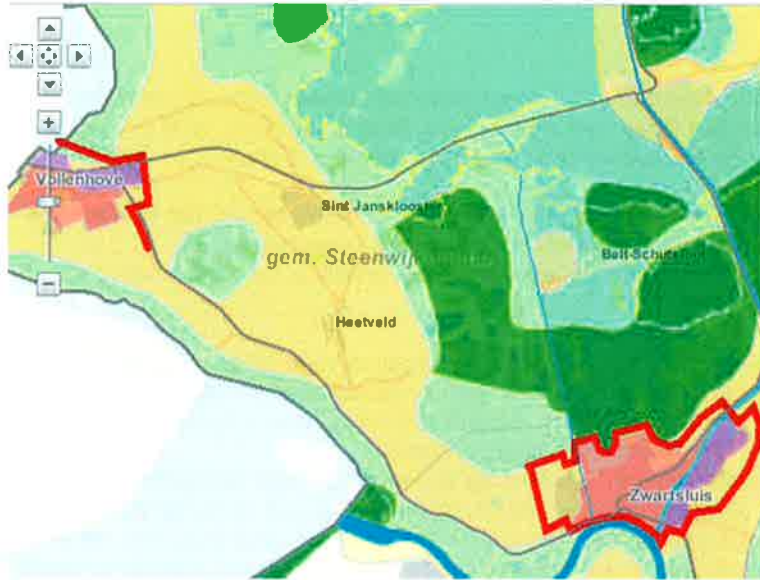 Vollenhove
Sint Jansklooster
gem. Steenwijkerland
Belt-Schutsloot
Heetveld
Zwartsluis